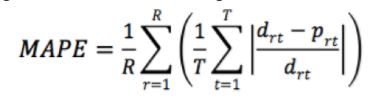 MAPE = \frac{1}{R} \sum_{r=1}^{R} \left( \frac{1}{T} \sum_{t=1}^{T} \left| \frac{d_{rt} - p_{rt}}{d_{rt}} \right| \right)